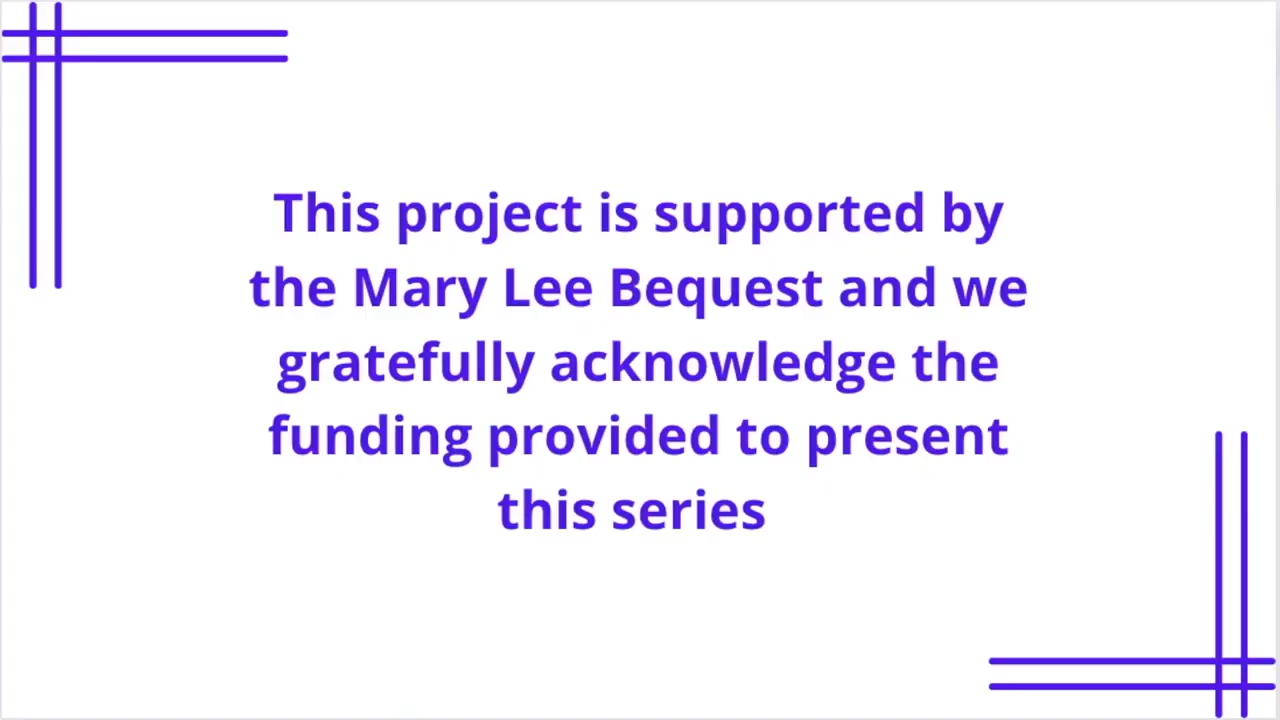 This project is supported by
the Mary Lee Bequest and we
gratefully acknowledge the
funding provided to present
this series